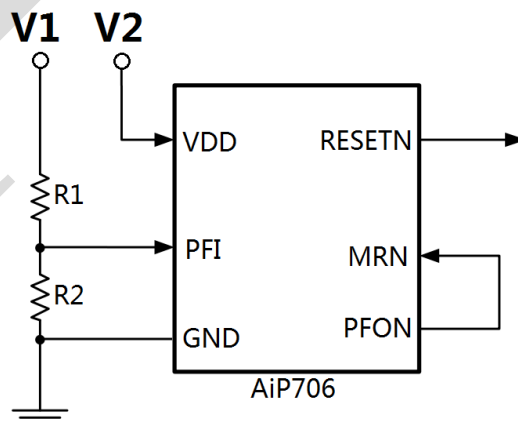 V1 V2
VDD
RESETN
R1
PFI
MRN
R2
PFON
GND
AiP706